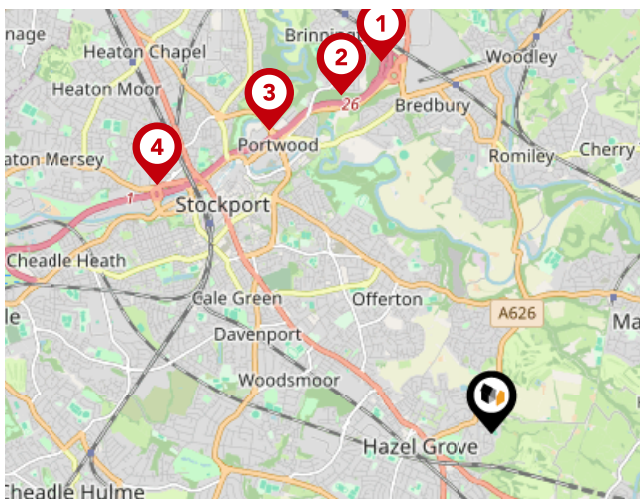 nage
Heaton Chapel
Brinning
1
2
Woodley
Heaton Moor
3
26
Bredbury
4
Portwood
aton Mersey
Romiley
Cherry
1
Stockport
Cheadle Heath
Cale Green
Offerton
le
A626
Ma
Davenport
Woodsmoor
Hazel Grove
Cheadle Hulme